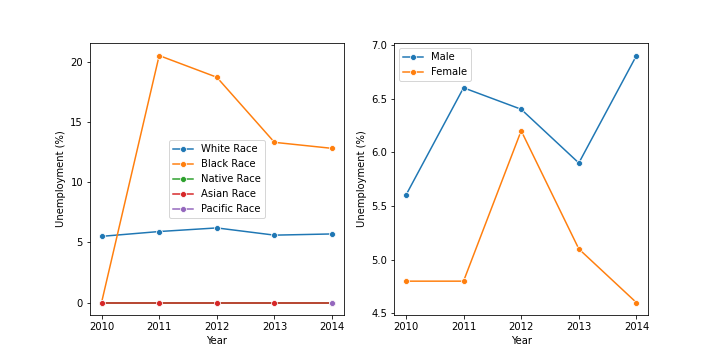 Unemployment (%)
20
15
10
5
0
White Race
Black Race
Native Race
Asian Race
Pacific Race
2010 2011 2012 2013 2014
Year
Unemployment (%)
7.0
6.5
6.0
5.5
5.0
4.5
Male
Female
2010 2011 2012 2013 2014
Year